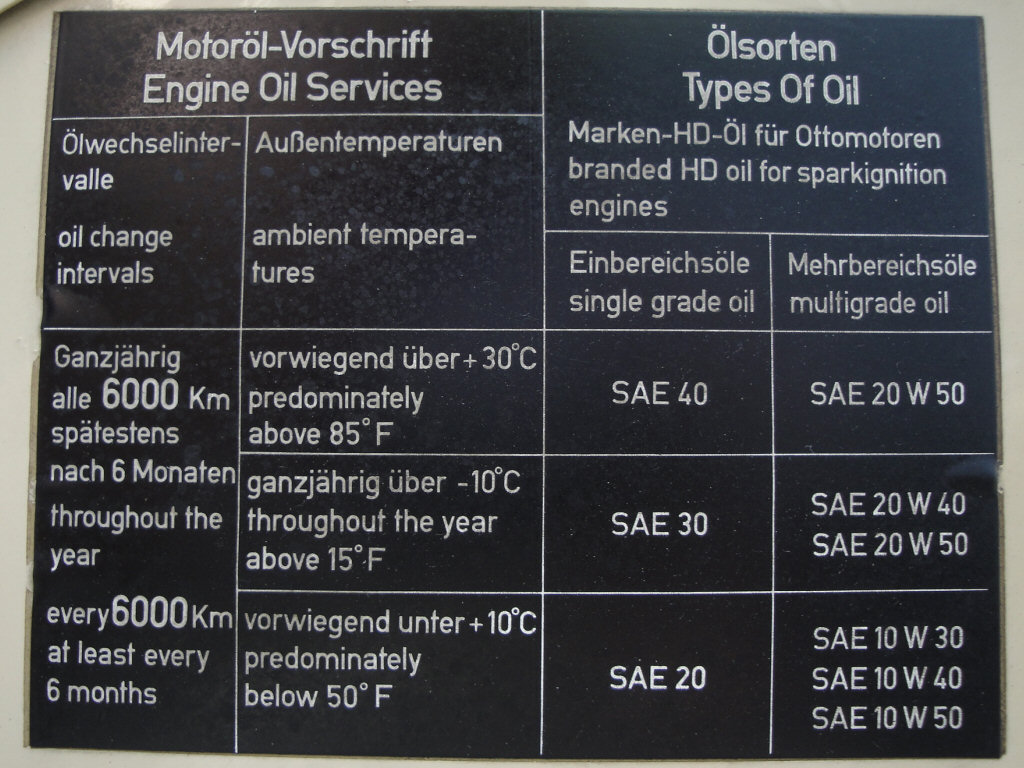 Motoröl-Vorschrift
Engine Oil Services
Ölsorten
Types Of Oil
Ölwechselinter-
valle
oil change
intervals
Außentemperaturen
ambient tempera-
tures
Marken-HD-Öl für Ottomotoren
branded HD oil for sparkignition
engines
Einbereichsöle
single grade oil
Mehrbereichsöle
multigrade oil
Ganzjährig
alle 6000 Km
spätestens
nach 6 Monaten
throughout the
year
every 6000 Km
at least every
6 months
vorwiegend über +30°C
predominately
above 85°F
SAE 40
SAE 20 W 50
ganzjährig über -10°C
throughout the year
above 15°F
SAE 30
SAE 20 W 40
SAE 20 W 50
vorwiegend unter +10°C
predominately
below 50°F
SAE 20
SAE 10 W 30
SAE 10 W 40
SAE 10 W 50